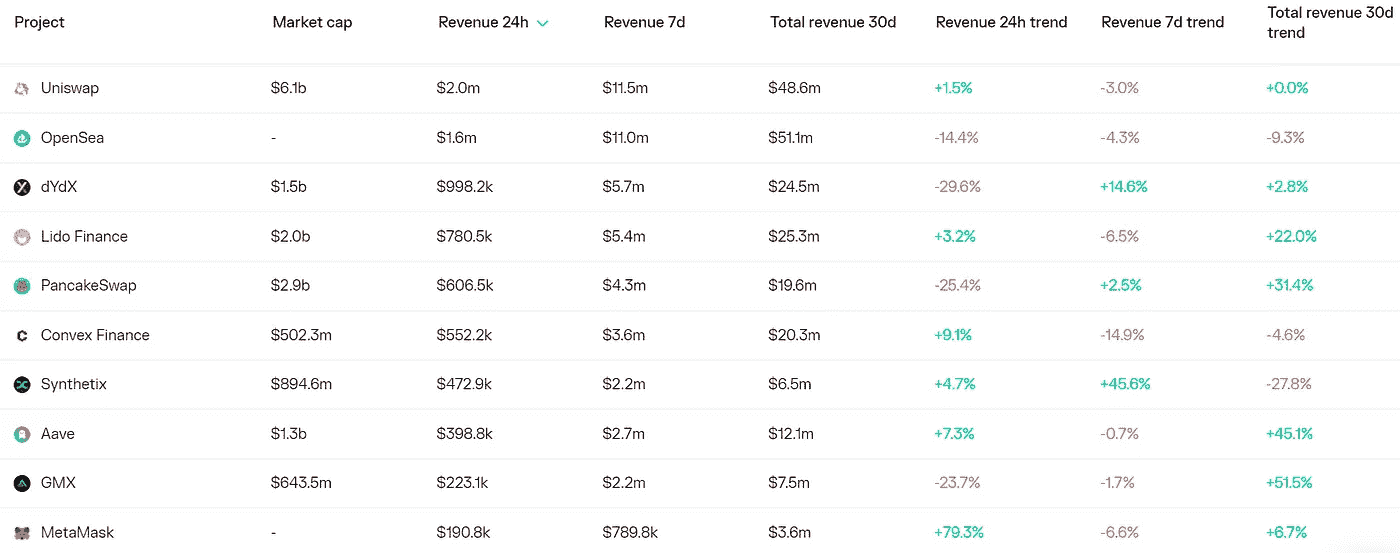 Project Market cap Revenue 24h Revenue 7d Total revenue 30d Revenue 24h trend Revenue 7d trend Total revenue 30d
trend
Uniswap $6.1b $2.0m $11.5m $48.6m +1.5% -3.0% +0.0%
OpenSea - $1.6m $11.0m $51.1m -14.4% -4.3% -9.3%
dYdX $1.5b $998.2k $5.7m $24.5m -29.6% +14.6% +2.8%
Lido Finance $2.0b $780.5k $5.4m $25.3m +3.2% -6.5% +22.0%
PancakeSwap $2.9b $606.5k $4.3m $19.6m -25.4% +2.5% +31.4%
Convex Finance $502.3m $552.2k $3.6m $20.3m +9.1% -14.9% -4.6%
Synthetix $894.6m $472.9k $2.2m $6.5m +4.7% +45.6% -27.8%
Aave $1.3b $398.8k $2.7m $12.1m +7.3% -0.7% +45.1%
GMX $643.5m $223.1k $2.2m $7.5m -23.7% -1.7% +51.5%
MetaMask - $190.8k $789.8k $3.6m +79.3% -6.6% +6.7%